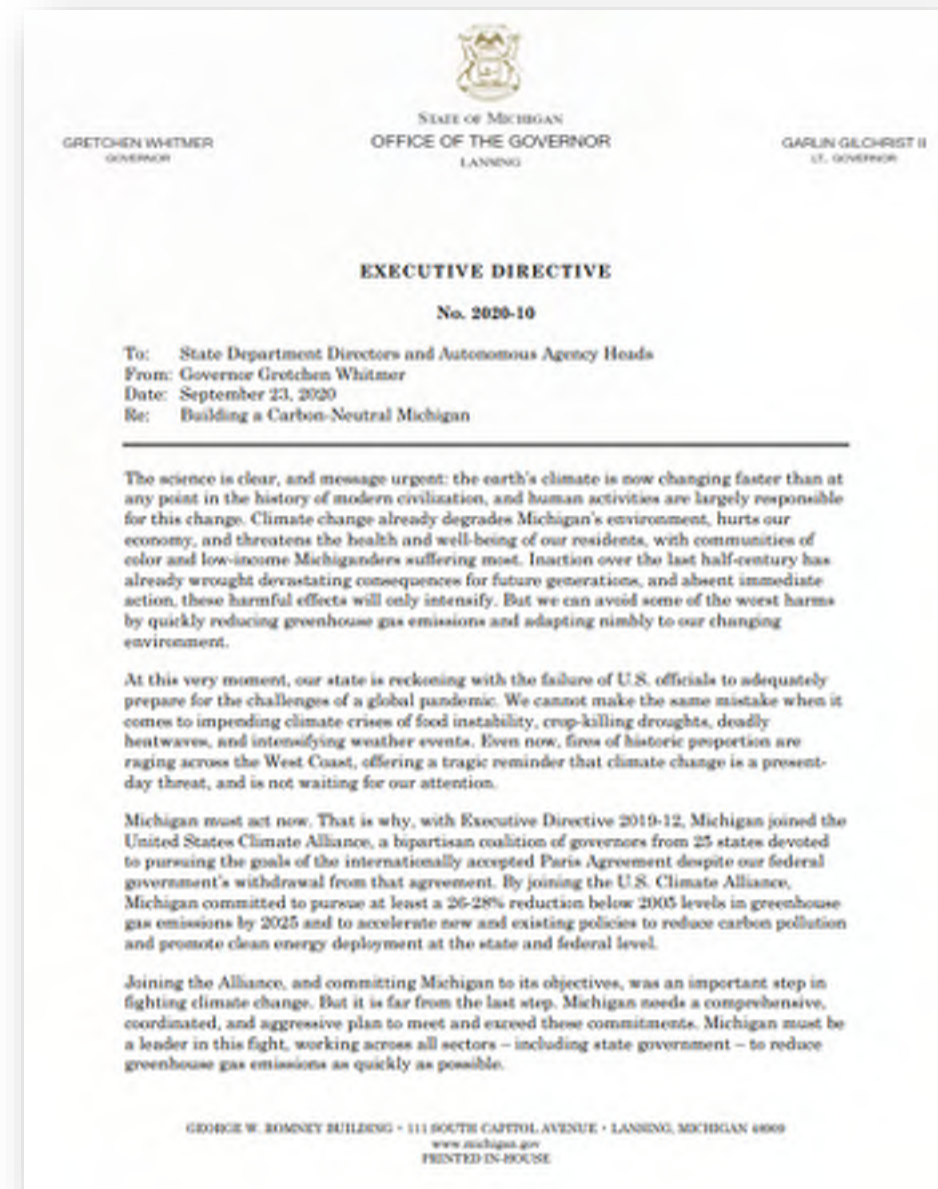 STATE OF MICHIGAN
GRETCHEN WHITMER
GOVERNOR
OFFICE OF THE GOVERNOR
LANSING
GARLIN GILCHRIST II
LT. GOVERNOR
EXECUTIVE DIRECTIVE
No. 2020-10
To: State Department Directors and Autonomous Agency Heads
From: Governor Gretchen Whitmer
Date: September 23, 2020
Re: Building a Carbon-Neutral Michigan
The science is clear, and message urgent: the earth's climate is now changing faster than at
any point in the history of modern civilization, and human activities are largely responsible
for this change. Climate change already degrades Michigan's environment, hurts our
economy, and threatens the health and well-being of our residents, with communities of
color and low-income Michiganders suffering most. Inaction over the last half-century has
already wrought devastating consequences for future generations, and absent immediate
action, these harmful effects will only intensify. But we can avoid some of the worst harms
by quickly reducing greenhouse gas emissions and adapting nimbly to our changing
environment.
At this very moment, our state is reckoning with the failure of U.S. officials to adequately
prepare for the challenges of a global pandemic. We cannot make the same mistake when it
comes to impending climate crises of food instability, crop-killing droughts, deadly
heatwaves, and intensifying weather events. Even now, fires of historic proportion are
raging across the West Coast, offering a tragic reminder that climate change is a present-
day threat, and is not waiting for our attention.
Michigan must act now. That is why, with Executive Directive 2019-12, Michigan joined the
United States Climate Alliance, a bipartisan coalition of governors from 25 states devoted
to pursuing the goals of the internationally accepted Paris Agreement despite our federal
government's withdrawal from that agreement. By joining the U.S. Climate Alliance,
Michigan committed to pursue at least a 26-28% reduction below 2005 levels in greenhouse
gas emissions by 2025 and to accelerate new and existing policies to reduce carbon pollution
and promote clean energy deployment at the state and federal level.
Joining the Alliance, and committing Michigan to its objectives, was an important step in
fighting climate change. But it is far from the last step. Michigan needs a comprehensive,
coordinated, and aggressive plan to meet and exceed these commitments. Michigan must be
a leader in this fight, working across all sectors – including state government – to reduce
greenhouse gas emissions as quickly as possible.
GEORGE W. ROMNEY BUILDING • 111 SOUTH CAPITOL AVENUE • LANSING, MICHIGAN 48909
www.michigan.gov
PRINTED IN-HOUSE